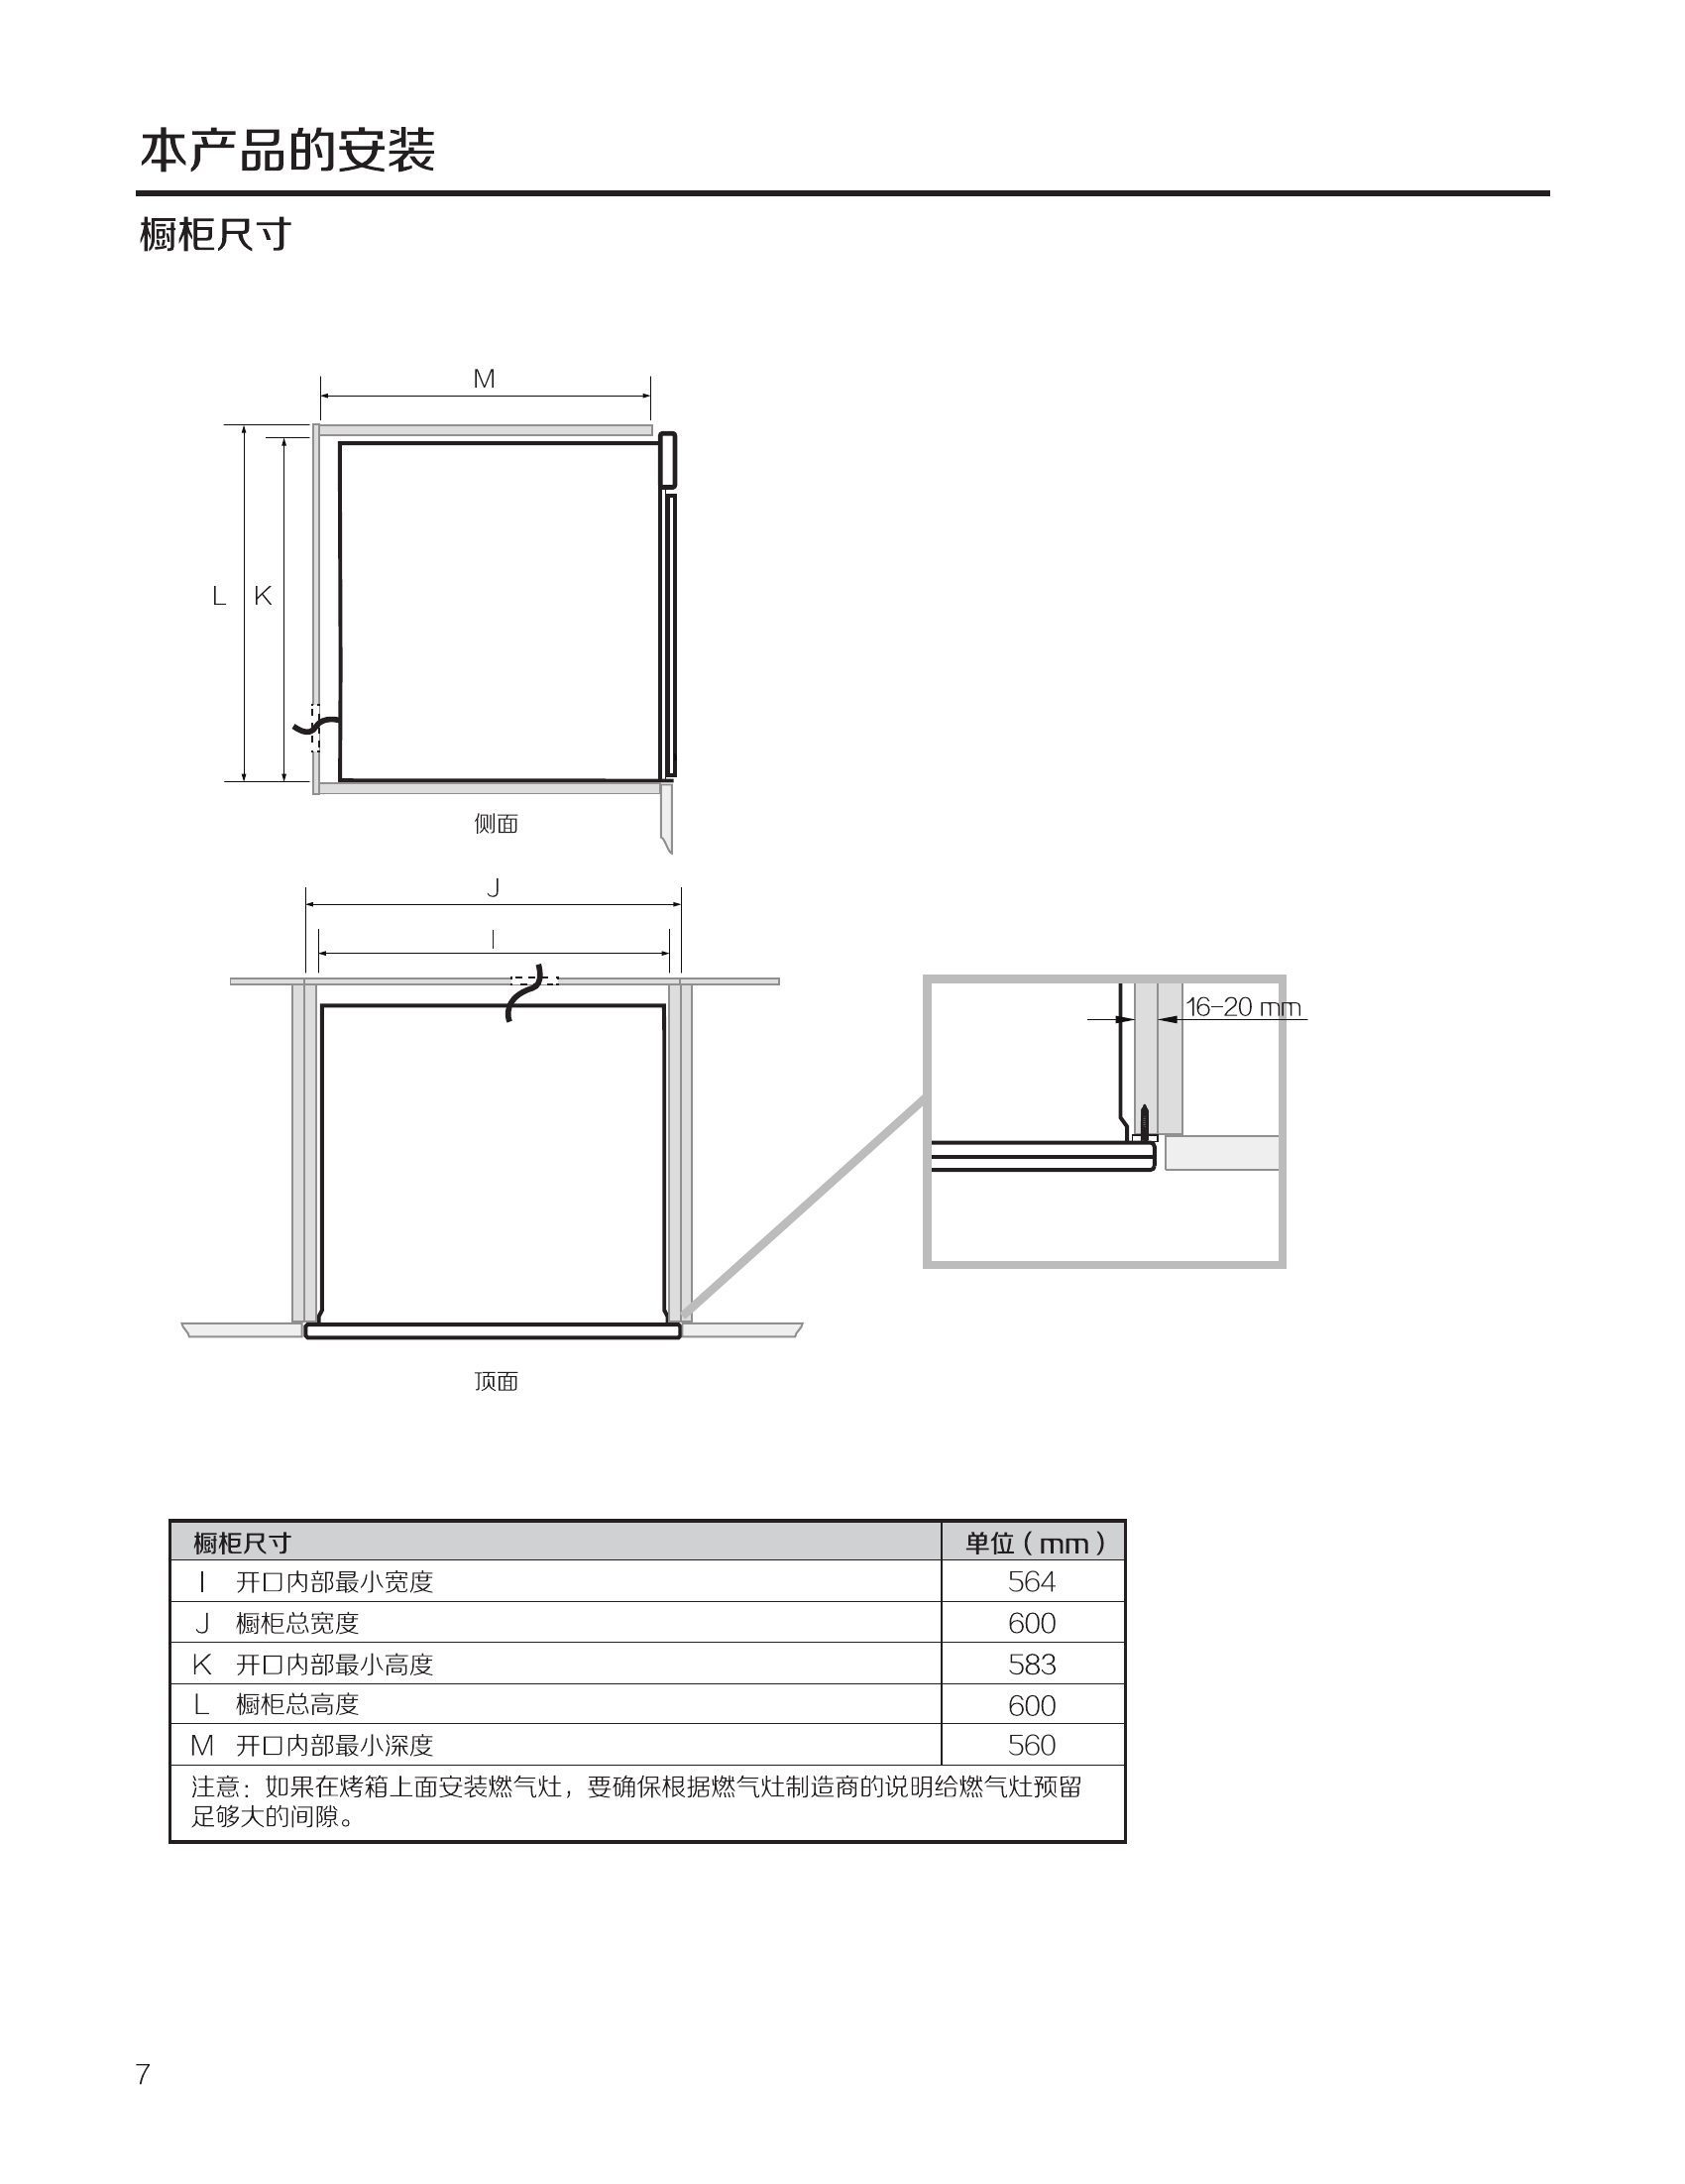 本产品的安装
橱柜尺寸
M
L K
侧面
J
I
16-20 mm
顶面
橱柜尺寸 单位（mm）
I 开口内部最小宽度 564
J 橱柜总宽度 600
K 开口内部最小高度 583
L 橱柜总高度 600
M 开口内部最小深度 560
注意：如果在烤箱上面安装燃气灶，要确保根据燃气灶制造商的说明给燃气灶预留
足够大的间隙。
7